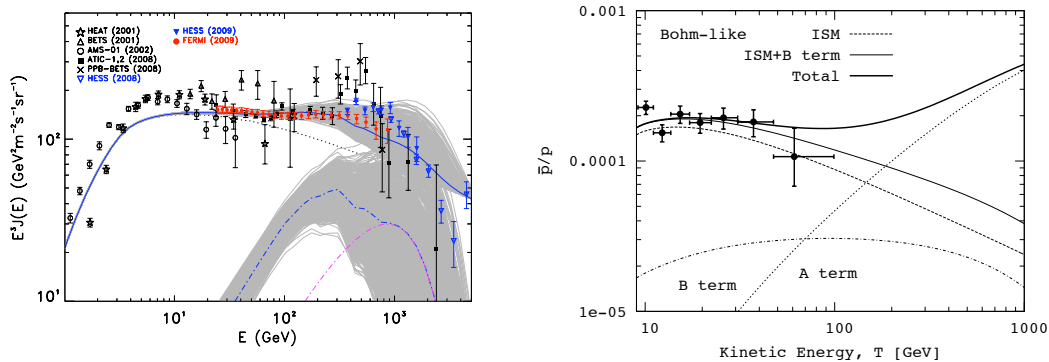 HEAT (2001)
BETS (2001)
AMS-01 (2002)
ATIC-1,2 (2008)
PPB-BETS (2008)
HESS (2008)
HESS (2009)
FERMI (2009)
E³J(E) (GeV²m⁻²s⁻¹sr⁻¹)
10²
10¹
10¹ 10² 10³
E (GeV)
Bohm-like
ISM
ISM+B term
Total
p̅/p
0.001
0.0001
1e-05
B term
A term
10 100 1000
Kinetic Energy, T [GeV]